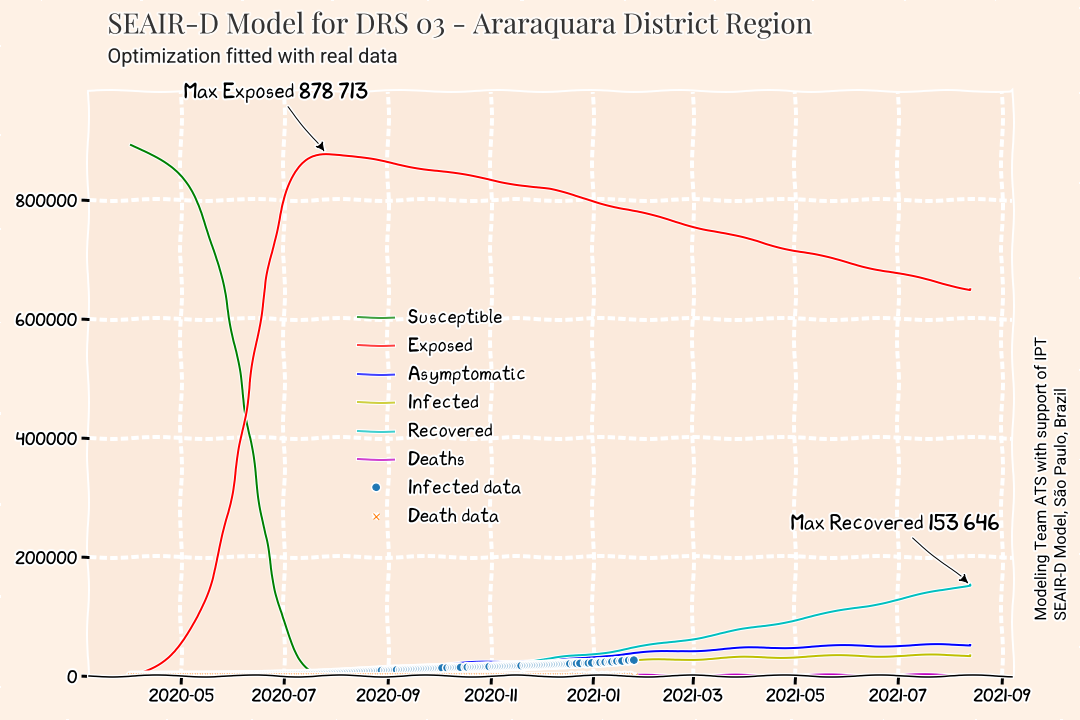 SEAIR-D Model for DRS 03 - Araraquara District Region
Optimization fitted with real data
Max Exposed 878 713
800000
600000
400000
200000
0
Susceptible
Exposed
Asymptomatic
Infected
Recovered
Deaths
Infected data
Death data
Max Recovered 153 646
2020-05
2020-07
2020-09
2020-11
2021-01
2021-03
2021-05
2021-07
2021-09
Modeling Team ATS with support of IPT
SEAIR-D Model, São Paulo, Brazil